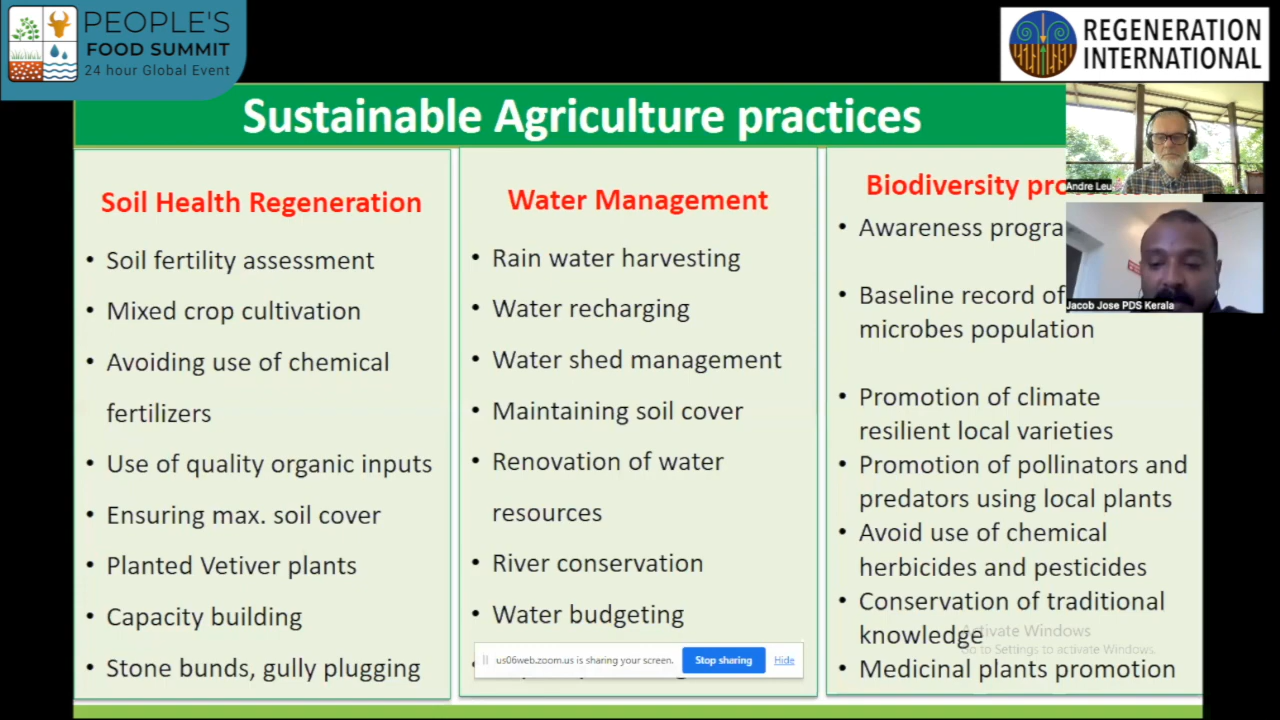 PEOPLE'S
FOOD SUMMIT
24 hour Global Event
REGENERATION
INTERNATIONAL
Sustainable Agriculture practices
Soil Health Regeneration
• Soil fertility assessment
• Mixed crop cultivation
• Avoiding use of chemical
fertilizers
• Use of quality organic inputs
• Ensuring max. soil cover
• Planted Vetiver plants
• Capacity building
• Stone bunds, gully plugging
Water Management
• Rain water harvesting
• Water recharging
• Water shed management
• Maintaining soil cover
• Renovation of water
resources
• River conservation
• Water budgeting
us06web.zoom.us is sharing your screen.
Stop sharing
Hide
Biodiversity
• Awareness
• Baseline record of
microbes population
• Promotion of climate
resilient local varieties
• Promotion of pollinators and
predators using local plants
• Avoid use of chemical
herbicides and pesticides
• Conservation of traditional
knowledge
• Medicinal plants promotion
Andre Leu
Jacob Jose PDS Kerala
Activate Windows
Go to Settings to activate Windows.